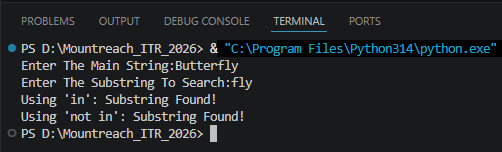 PROBLEMS OUTPUT DEBUG CONSOLE TERMINAL PORTS
PS D:\Mountreach_ITR_2026> & "C:\Program Files\Python314\python.exe"
Enter The Main String:Butterfly
Enter The Substring To Search:fly
Using 'in': Substring Found!
Using 'not in': Substring Found!
PS D:\Mountreach_ITR_2026>